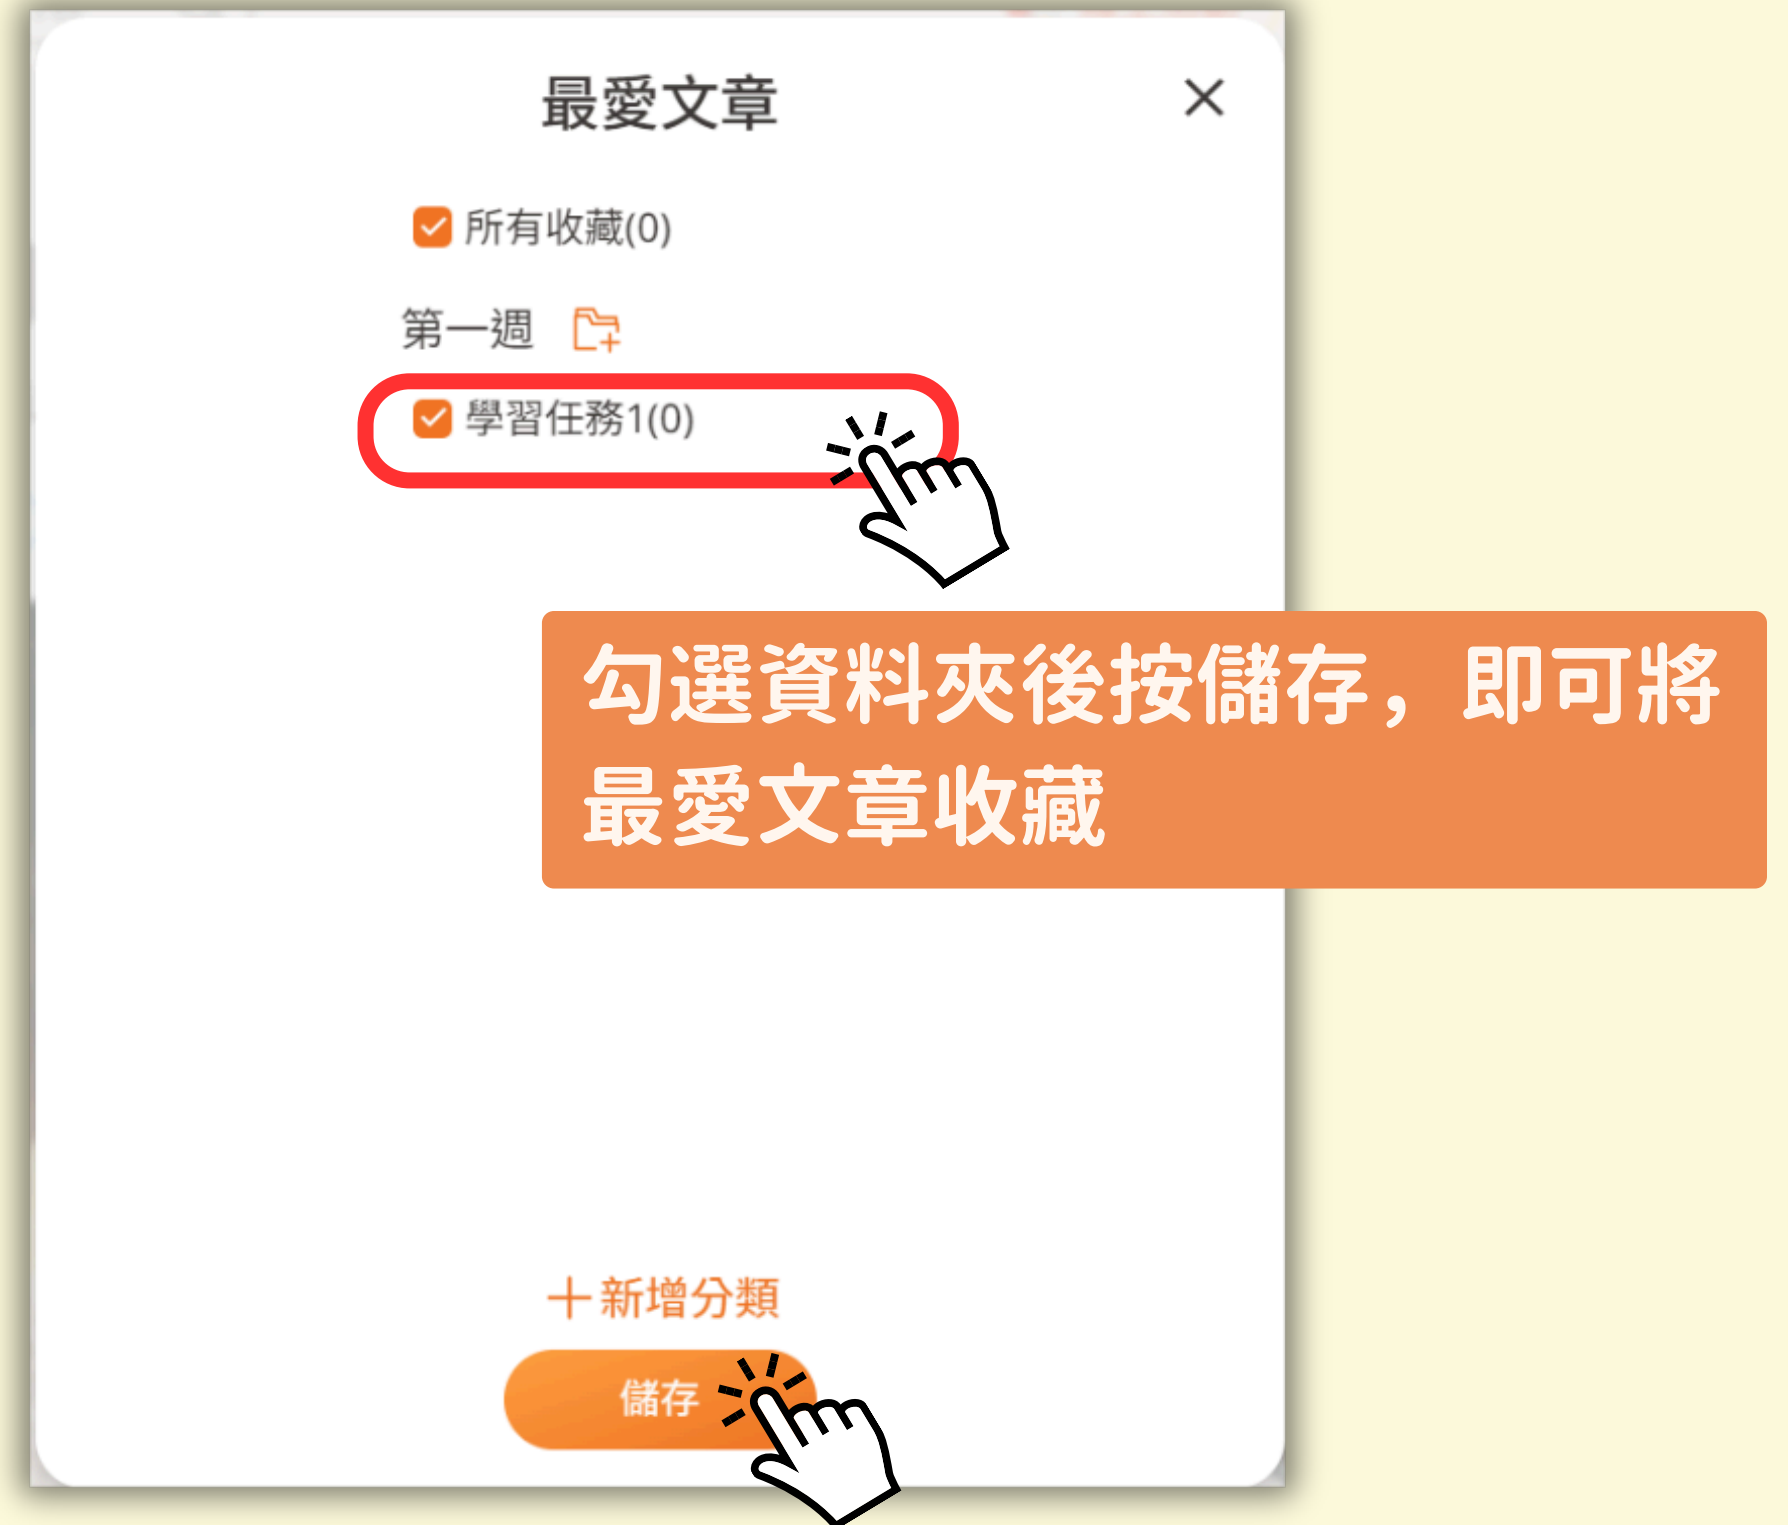 最愛文章
所有收藏(0)
第一週
學習任務1(0)
勾選資料夾後按儲存，即可將
最愛文章收藏
＋新增分類
儲存